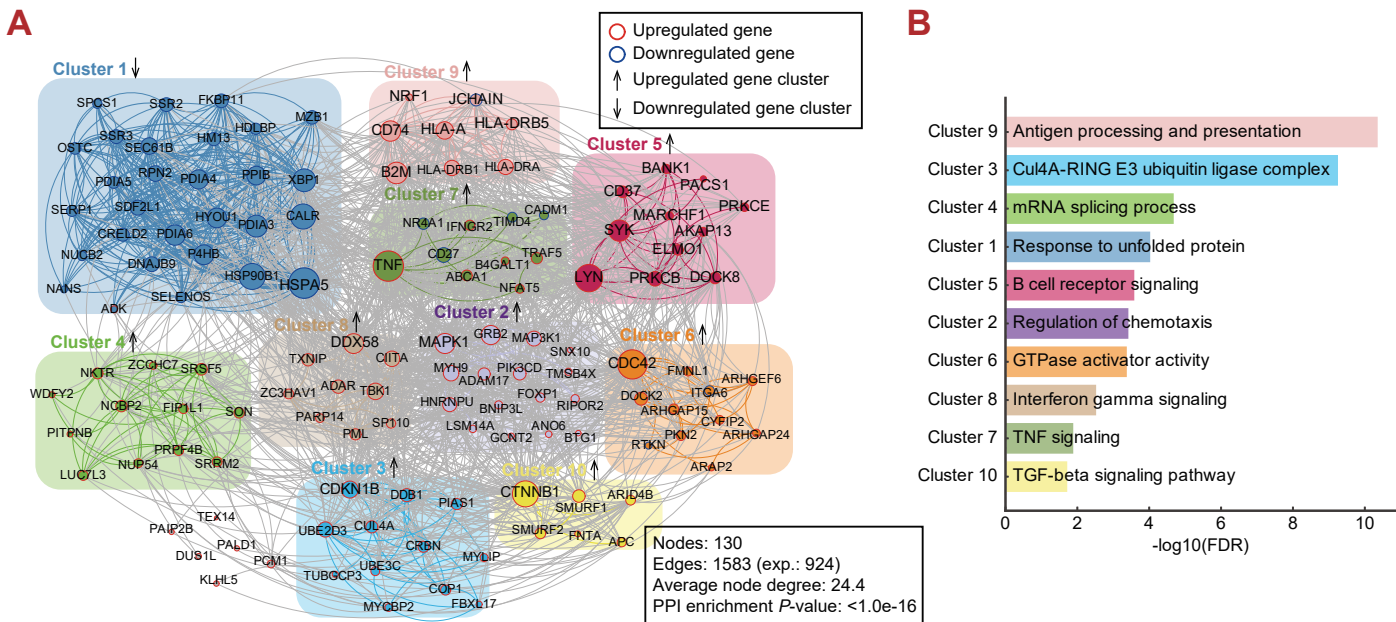 A
B
Upregulated gene
Downregulated gene
Upregulated gene cluster
Downregulated gene cluster
Cluster 1
SPCS1
SSR2
FKBP11
MZB1
HDLBP
HM13
SSR3
OSTC
SEC61B
RPN2
PDIA5
PDIA4
PPIB
XBP1
SERP1
SDF2L1
HYOU1
CALR
CRELD2
PDIA6
PDIA3
NUCB2
DNAJB9
P4HB
HSP90B1
HSPA5
NANS
SELENOS
ADK
Cluster 9
NRF1
JCHAIN
CD74
HLA-A
HLA-DRB5
B2M
HLA-DRB1
HLA-DRA
Cluster 7
NR4A1
IFNGR2
TIMD4
CADM1
CD27
TNF
B4GALT1
TRAF5
ABCA1
NFAT5
Cluster 5
BANK1
CD37
PACS1
PRKCE
MARCHF1
SYK
AKAP13
ELMO1
LYN
PRKCB
DOCK8
Cluster 4
NKTR
ZCCHC7
SRSF5
WDFY2
NCBP2
FIP1L1
SON
PITPNB
PRPF4B
NUP54
SRRM2
LUC7L3
Cluster 8
DDX58
TXNIP
CIITA
ZC3HAV1
ADAR
TBK1
PARP14
SP110
PML
Cluster 2
MAPK1
GRB2
MAP3K1
SNX10
MYH9
PIK3CD
ADAM17
TMSB4X
HNRNPU
FOXP1
BNIP3L
RIPOR2
LSM14A
ANO6
GCNT2
BTG1
Cluster 6
CDC42
FMNL1
ARHGEF6
DOCK2
ITGA6
ARHGAP15
CYFIP2
PKN2
ARHGAP24
RTKN
ARAP2
Cluster 3
CDKN1B
DDB1
PIAS1
UBE2D3
CUL4A
CRBN
MYLIP
TUBGCP3
UBE3C
COP1
MYCBP2
FBXL17
Cluster 10
CTNNB1
ARID4B
SMURF1
SMURF2
FNTA
APC
TEX14
PAIP2B
PALD1
DUS1L
PCM1
KLHL5
Nodes: 130
Edges: 1583 (exp.: 924)
Average node degree: 24.4
PPI enrichment P-value: <1.0e-16
Cluster 9 Antigen processing and presentation
Cluster 3 Cul4A-RING E3 ubiquitin ligase complex
Cluster 4 mRNA splicing process
Cluster 1 Response to unfolded protein
Cluster 5 B cell receptor signaling
Cluster 2 Regulation of chemotaxis
Cluster 6 GTPase activator activity
Cluster 8 Interferon gamma signaling
Cluster 7 TNF signaling
Cluster 10 TGF-beta signaling pathway
0 2 4 6 8 10
-log10(FDR)